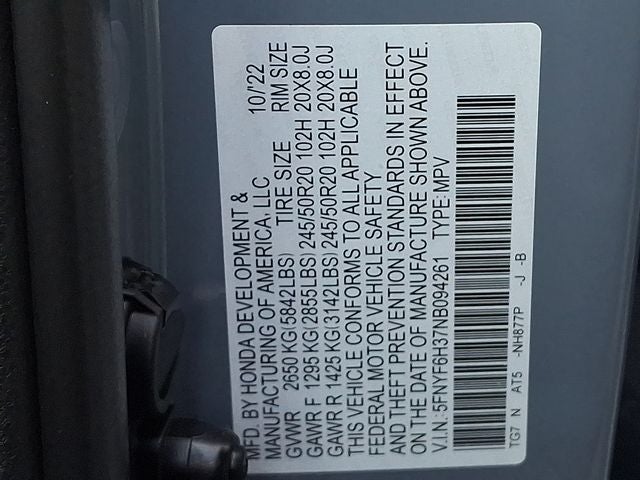 MFD. BY HONDA DEVELOPMENT &
MANUFACTURING OF AMERICA, LLC 10/'22
GVWR 2650 KG(5842LBS) TIRE SIZE RIM SIZE
GAWR F 1295 KG(2855LBS) 245/50R20 102H 20X8.0J
GAWR R 1425 KG(3142LBS) 245/50R20 102H 20X8.0J
THIS VEHICLE CONFORMS TO ALL APPLICABLE
FEDERAL MOTOR VEHICLE SAFETY
AND THEFT PREVENTION STANDARDS IN EFFECT
ON THE DATE OF MANUFACTURE SHOWN ABOVE.
V.I.N.: 5FNYF6H37NB094261 TYPE: MPV
TG7 N AT5 -NH877P -J -B